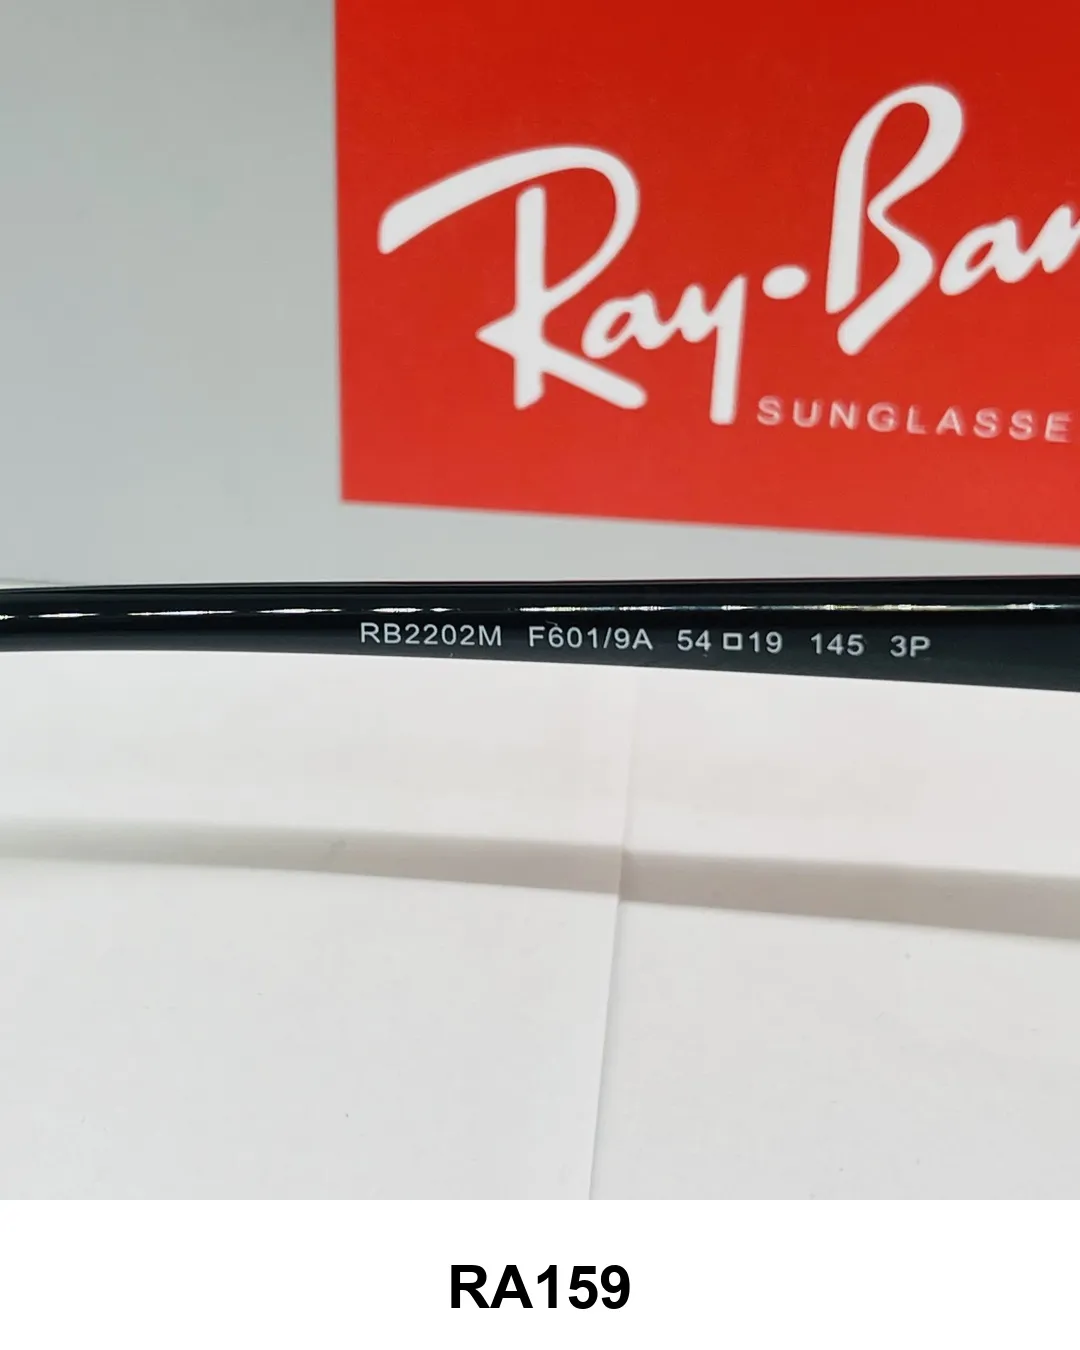 Ray-Ban
SUNGLASSE
RB2202M F601/9A 54□19 145 3P
RA159